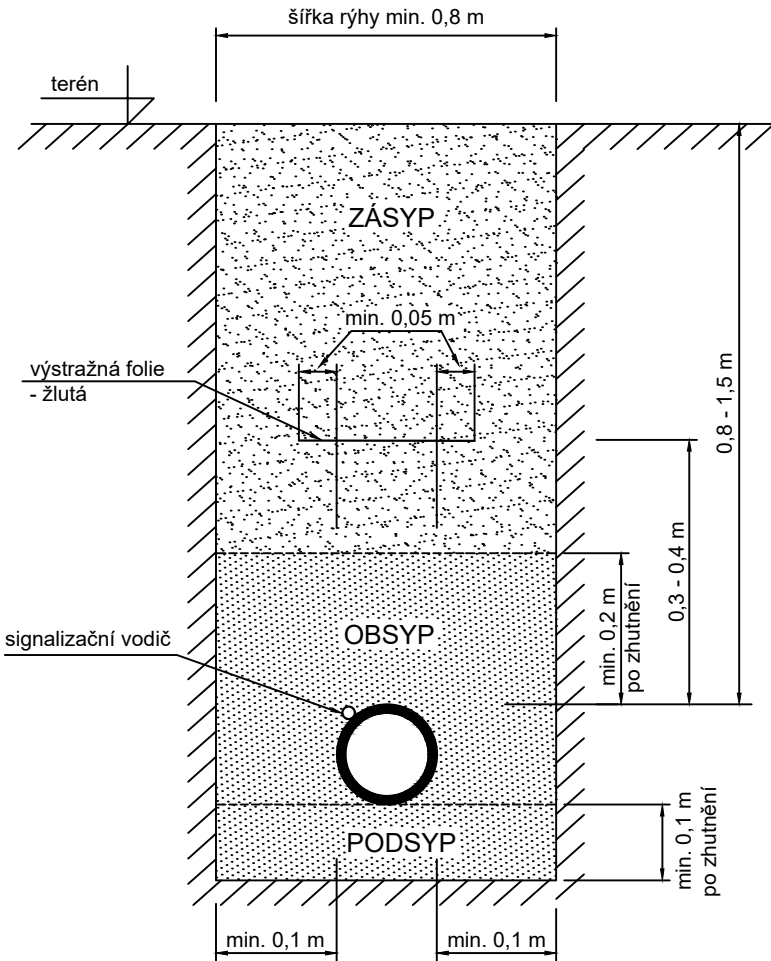 šířka rýhy min. 0,8 m
terén
ZÁSYP
min. 0,05 m
výstražná folie
- žlutá
0,8 - 1,5 m
0,3 - 0,4 m
min. 0,2 m
po zhutnění
OBSYP
signalizační vodič
PODSYP
min. 0,1 m
po zhutnění
min. 0,1 m
min. 0,1 m